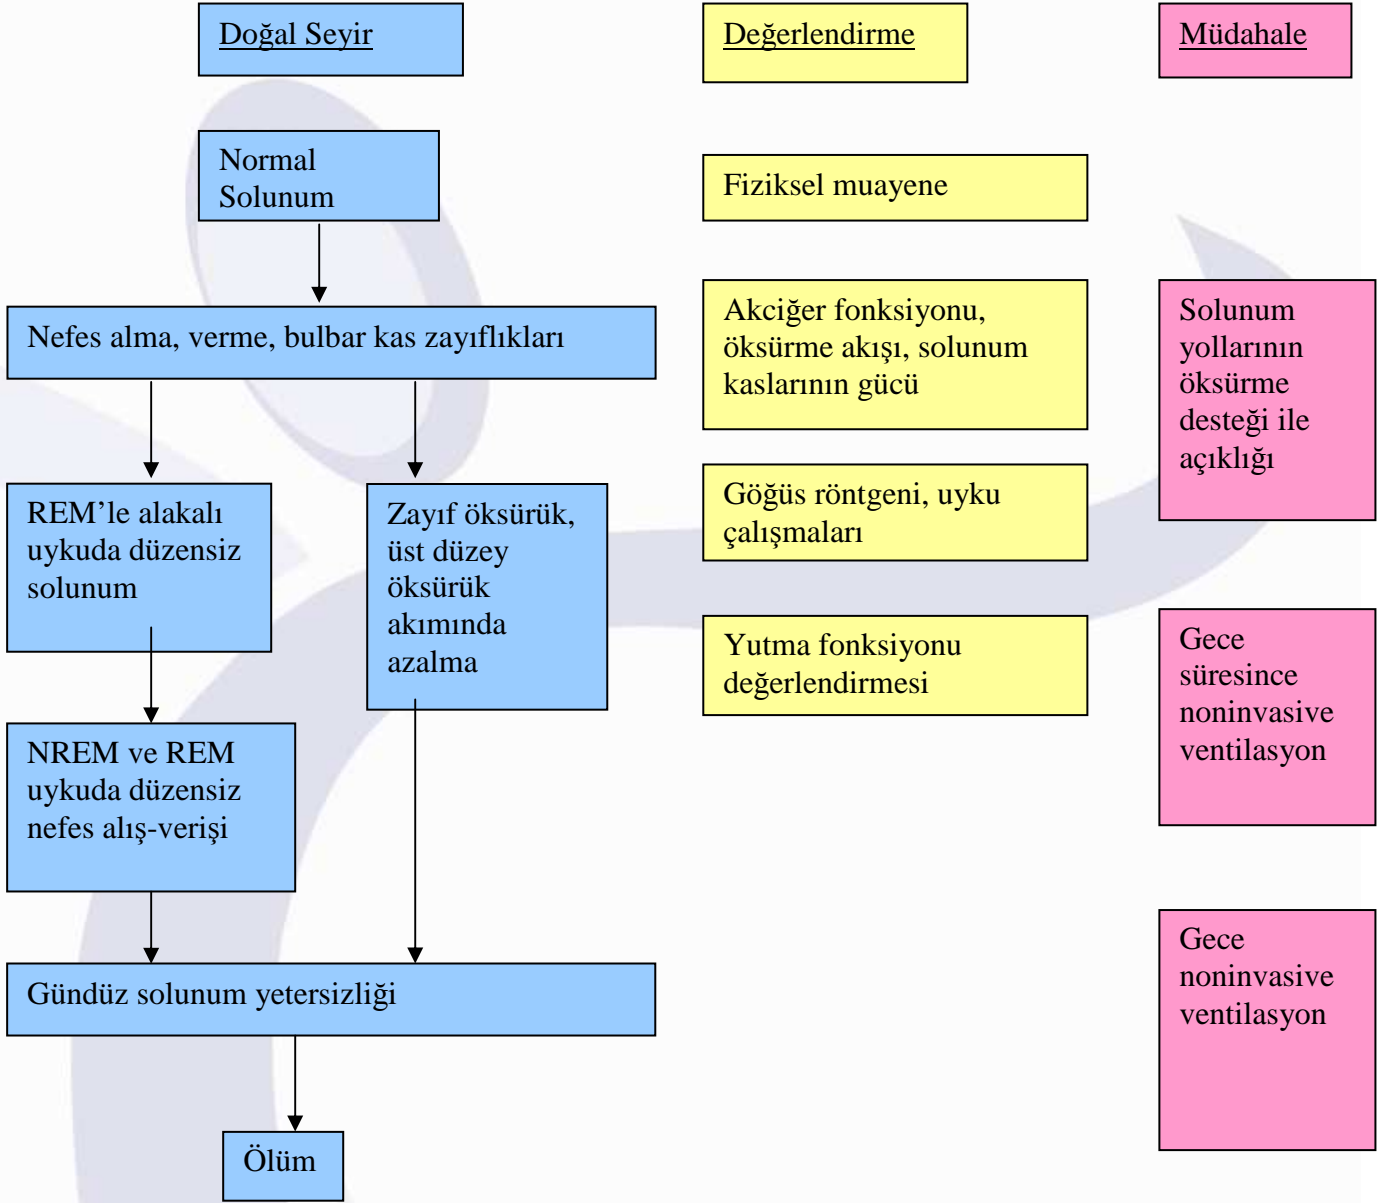 Doğal Seyir
Değerlendirme
Müdahale
Normal
Solunum
Fiziksel muayene
Nefes alma, verme, bulbar kas zayıflıkları
Akciğer fonksiyonu,
öksürme akışı, solunum
kaslarının gücü
Solunum
yollarının
öksürme
desteği ile
açıklığı
REM’le alakalı
uykuda düzensiz
solunum
Zayıf öksürük,
üst düzey
öksürük
akımında
azalma
Göğüs röntgeni, uyku
çalışmaları
Yutma fonksiyonu
değerlendirmesi
Gece
süresince
noninvasive
ventilasyon
NREM ve REM
uykuda düzensiz
nefes alış-verişi
Gündüz solunum yetersizliği
Gece
noninvasive
ventilasyon
Ölüm